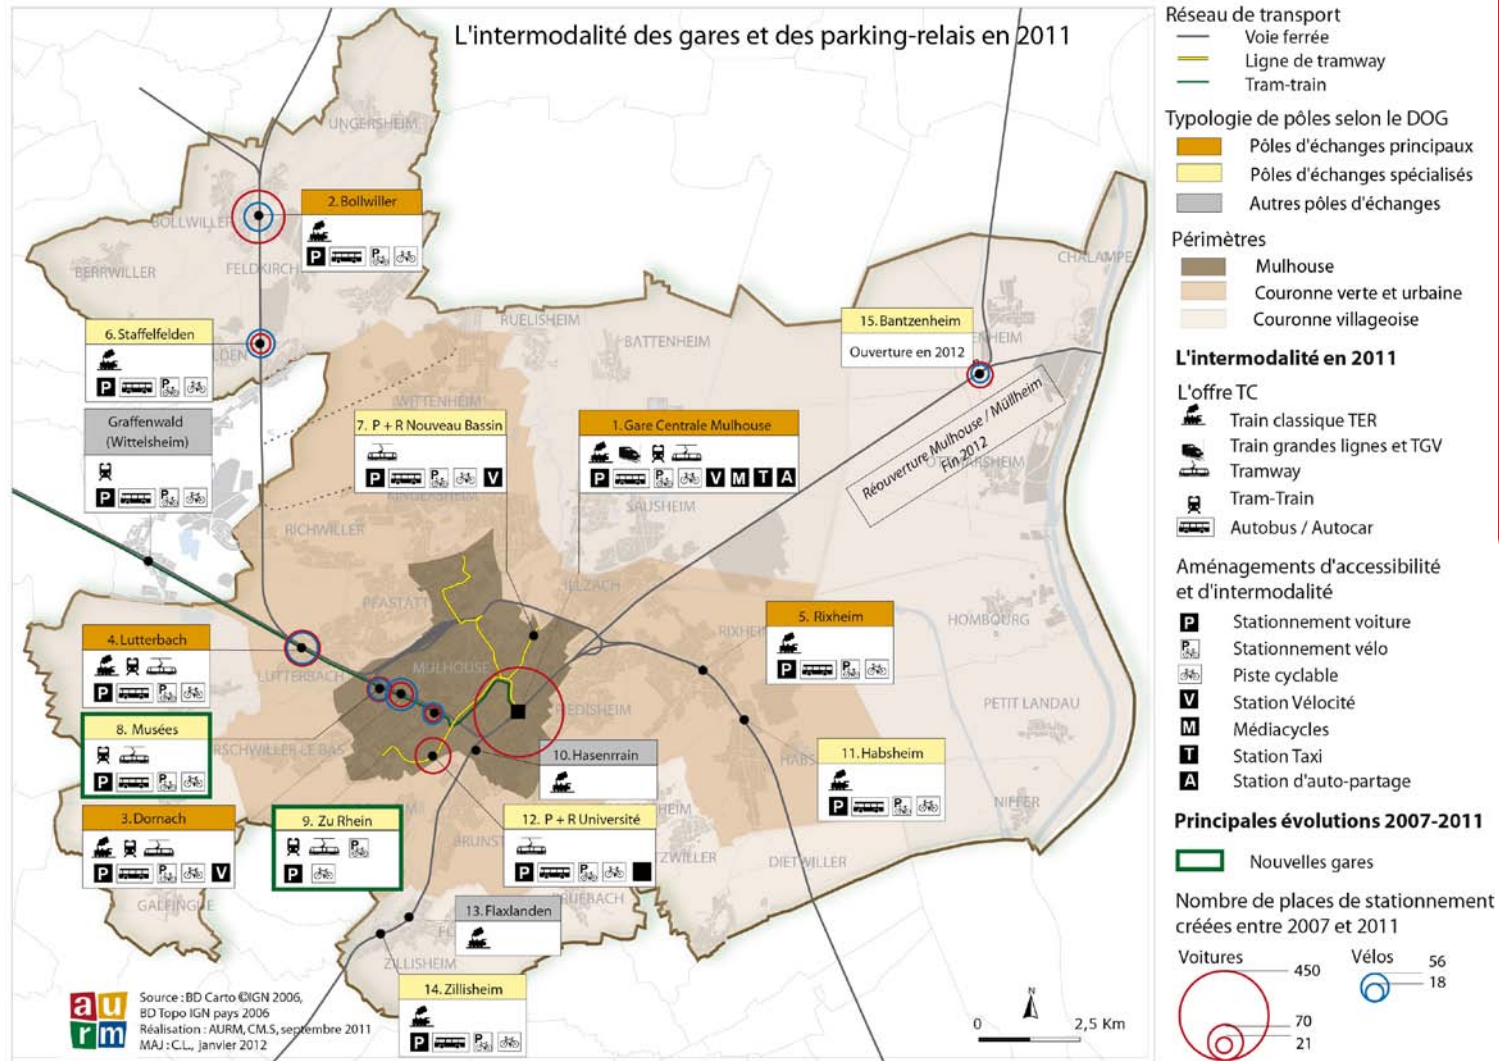 L'intermodalité des gares et des parking-relais en 2011
UNGERSHEIM
2. Bollwiller
P
BOLLWILLER
BERRWILLER
FELDKIRCH
CHALAMPE
6. Staffelfelden
P
RUELISHEIM
BATTENHEIM
15. Bantzenheim
Ouverture en 2012
Graffenwald
(Wittelsheim)
P
WITTENHEIM
7. P + R Nouveau Bassin
P V
1. Gare Centrale Mulhouse
P V M T A
Réouverture Mulhouse / Müllheim
Fin 2012
SAUSHEIM
RICHWILLER
ILLZACH
PFASTATT
HOMBOURG
4. Lutterbach
P
LUTTERBACH
MULHOUSE
5. Rixheim
P
RIEDISHEIM
PETIT LANDAU
8. Musées
P
10. Hasenrrain
11. Habsheim
P
NIFFER
3. Dornach
P V
9. Zu Rhein
P
12. P + R Université
P
DIETWILLER
GALFINGUE
13. Flaxlanden
ZILLISHEIM
14. Zillisheim
P
aurm
Source : BD Carto ©IGN 2006,
BD Topo IGN pays 2006
Réalisation : AURM, CM.S, septembre 2011
MAJ : C.L., janvier 2012
N
0 2,5 Km
Réseau de transport
Voie ferrée
Ligne de tramway
Tram-train
Typologie de pôles selon le DOG
Pôles d'échanges principaux
Pôles d'échanges spécialisés
Autres pôles d'échanges
Périmètres
Mulhouse
Couronne verte et urbaine
Couronne villageoise
L'intermodalité en 2011
L'offre TC
Train classique TER
Train grandes lignes et TGV
Tramway
Tram-Train
Autobus / Autocar
Aménagements d'accessibilité
et d'intermodalité
P Stationnement voiture
Stationnement vélo
Piste cyclable
V Station Vélocité
M Médiacycles
T Station Taxi
A Station d'auto-partage
Principales évolutions 2007-2011
Nouvelles gares
Nombre de places de stationnement
créées entre 2007 et 2011
Voitures
450
70
21
Vélos
56
18